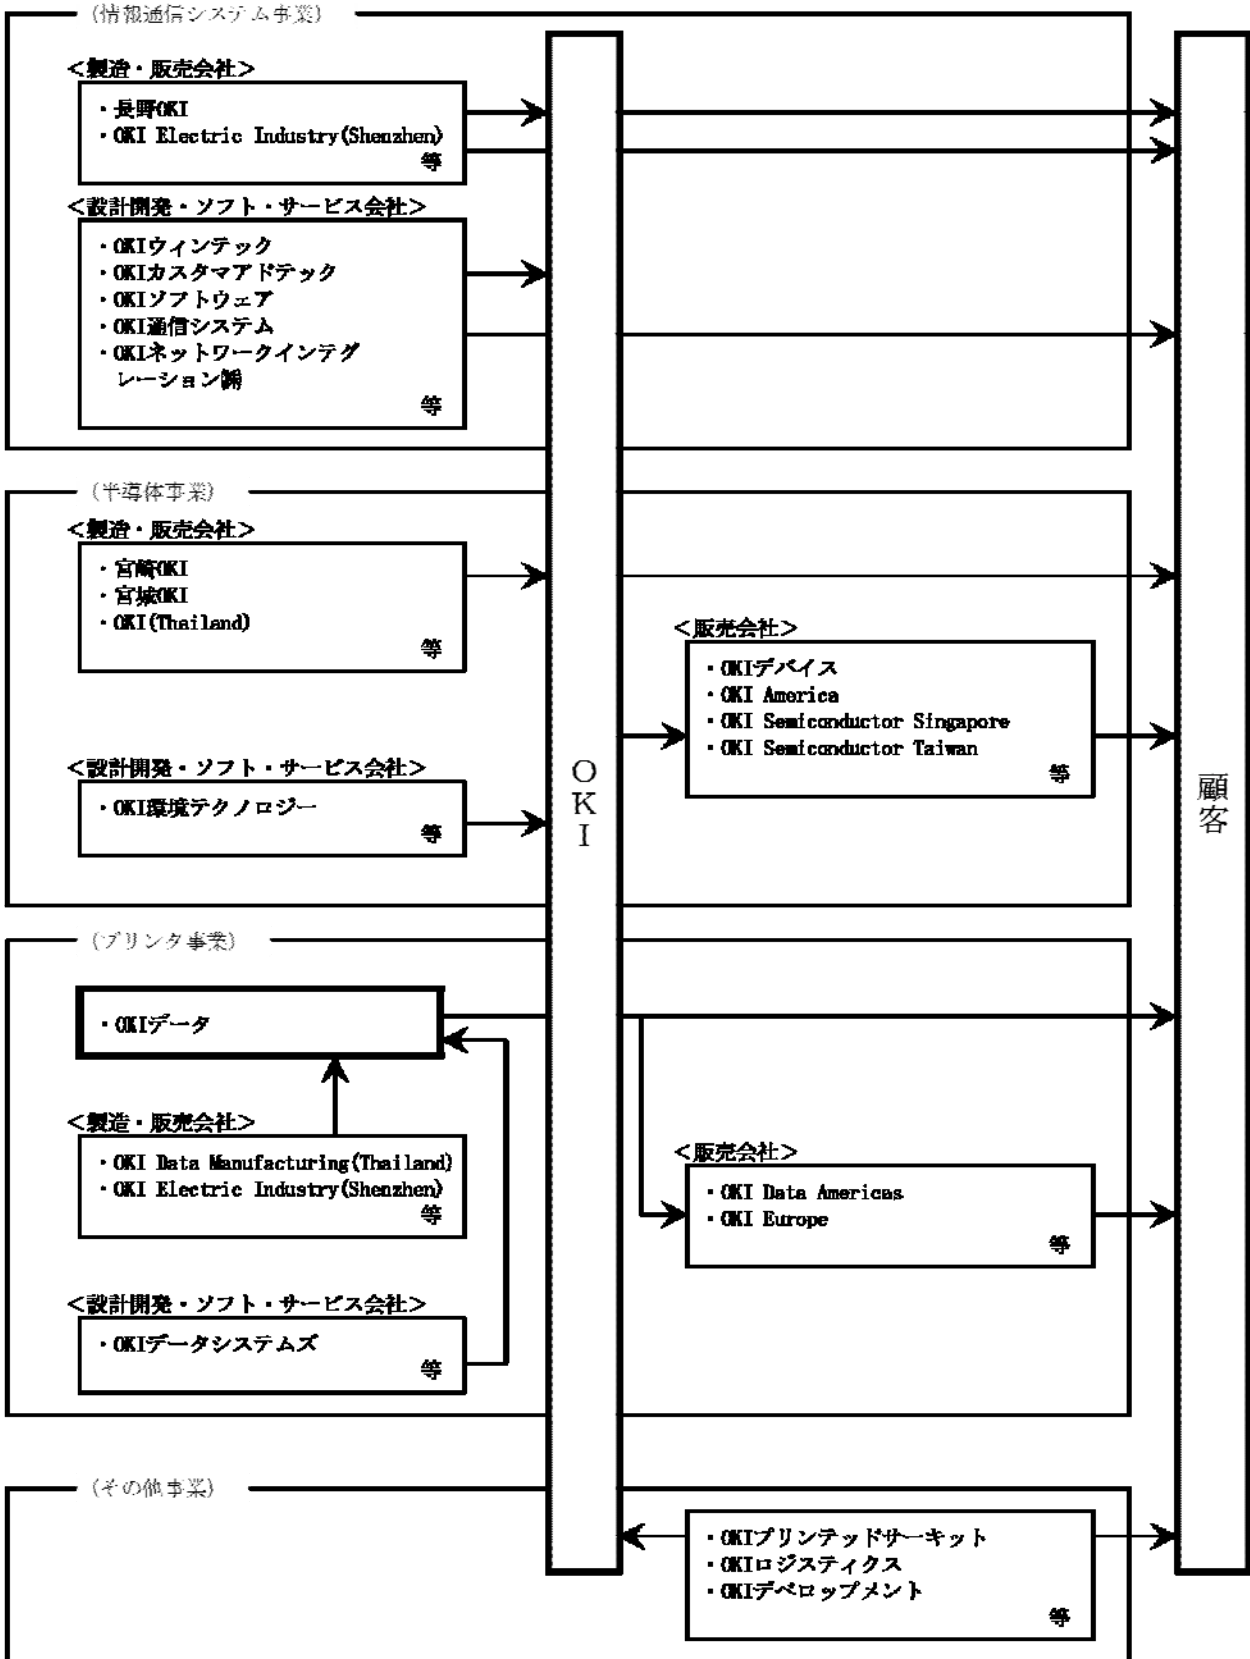 (情報通信システム事業)
＜製造・販売会社＞
・長野OKI
・OKI Electric Industry(Shenzhen)
等
＜設計開発・ソフト・サービス会社＞
・OKIウィンテック
・OKIカスタマアドテック
・OKIソフトウェア
・OKI通信システム
・OKIネットワークインテグ
レーション㈱
等
(半導体事業)
＜製造・販売会社＞
・宮崎OKI
・宮城OKI
・OKI(Thailand)
等
＜販売会社＞
・OKIデバイス
・OKI America
・OKI Semiconductor Singapore
・OKI Semiconductor Taiwan
等
＜設計開発・ソフト・サービス会社＞
・OKI環境テクノロジー
等
OKI
顧客
(プリンタ事業)
・OKIデータ
＜製造・販売会社＞
・OKI Data Manufacturing(Thailand)
・OKI Electric Industry(Shenzhen)
等
＜販売会社＞
・OKI Data Americas
・OKI Europe
等
＜設計開発・ソフト・サービス会社＞
・OKIデータシステムズ
等
(その他事業)
・OKIプリンテッドサーキット
・OKIロジスティクス
・OKIデベロップメント
等